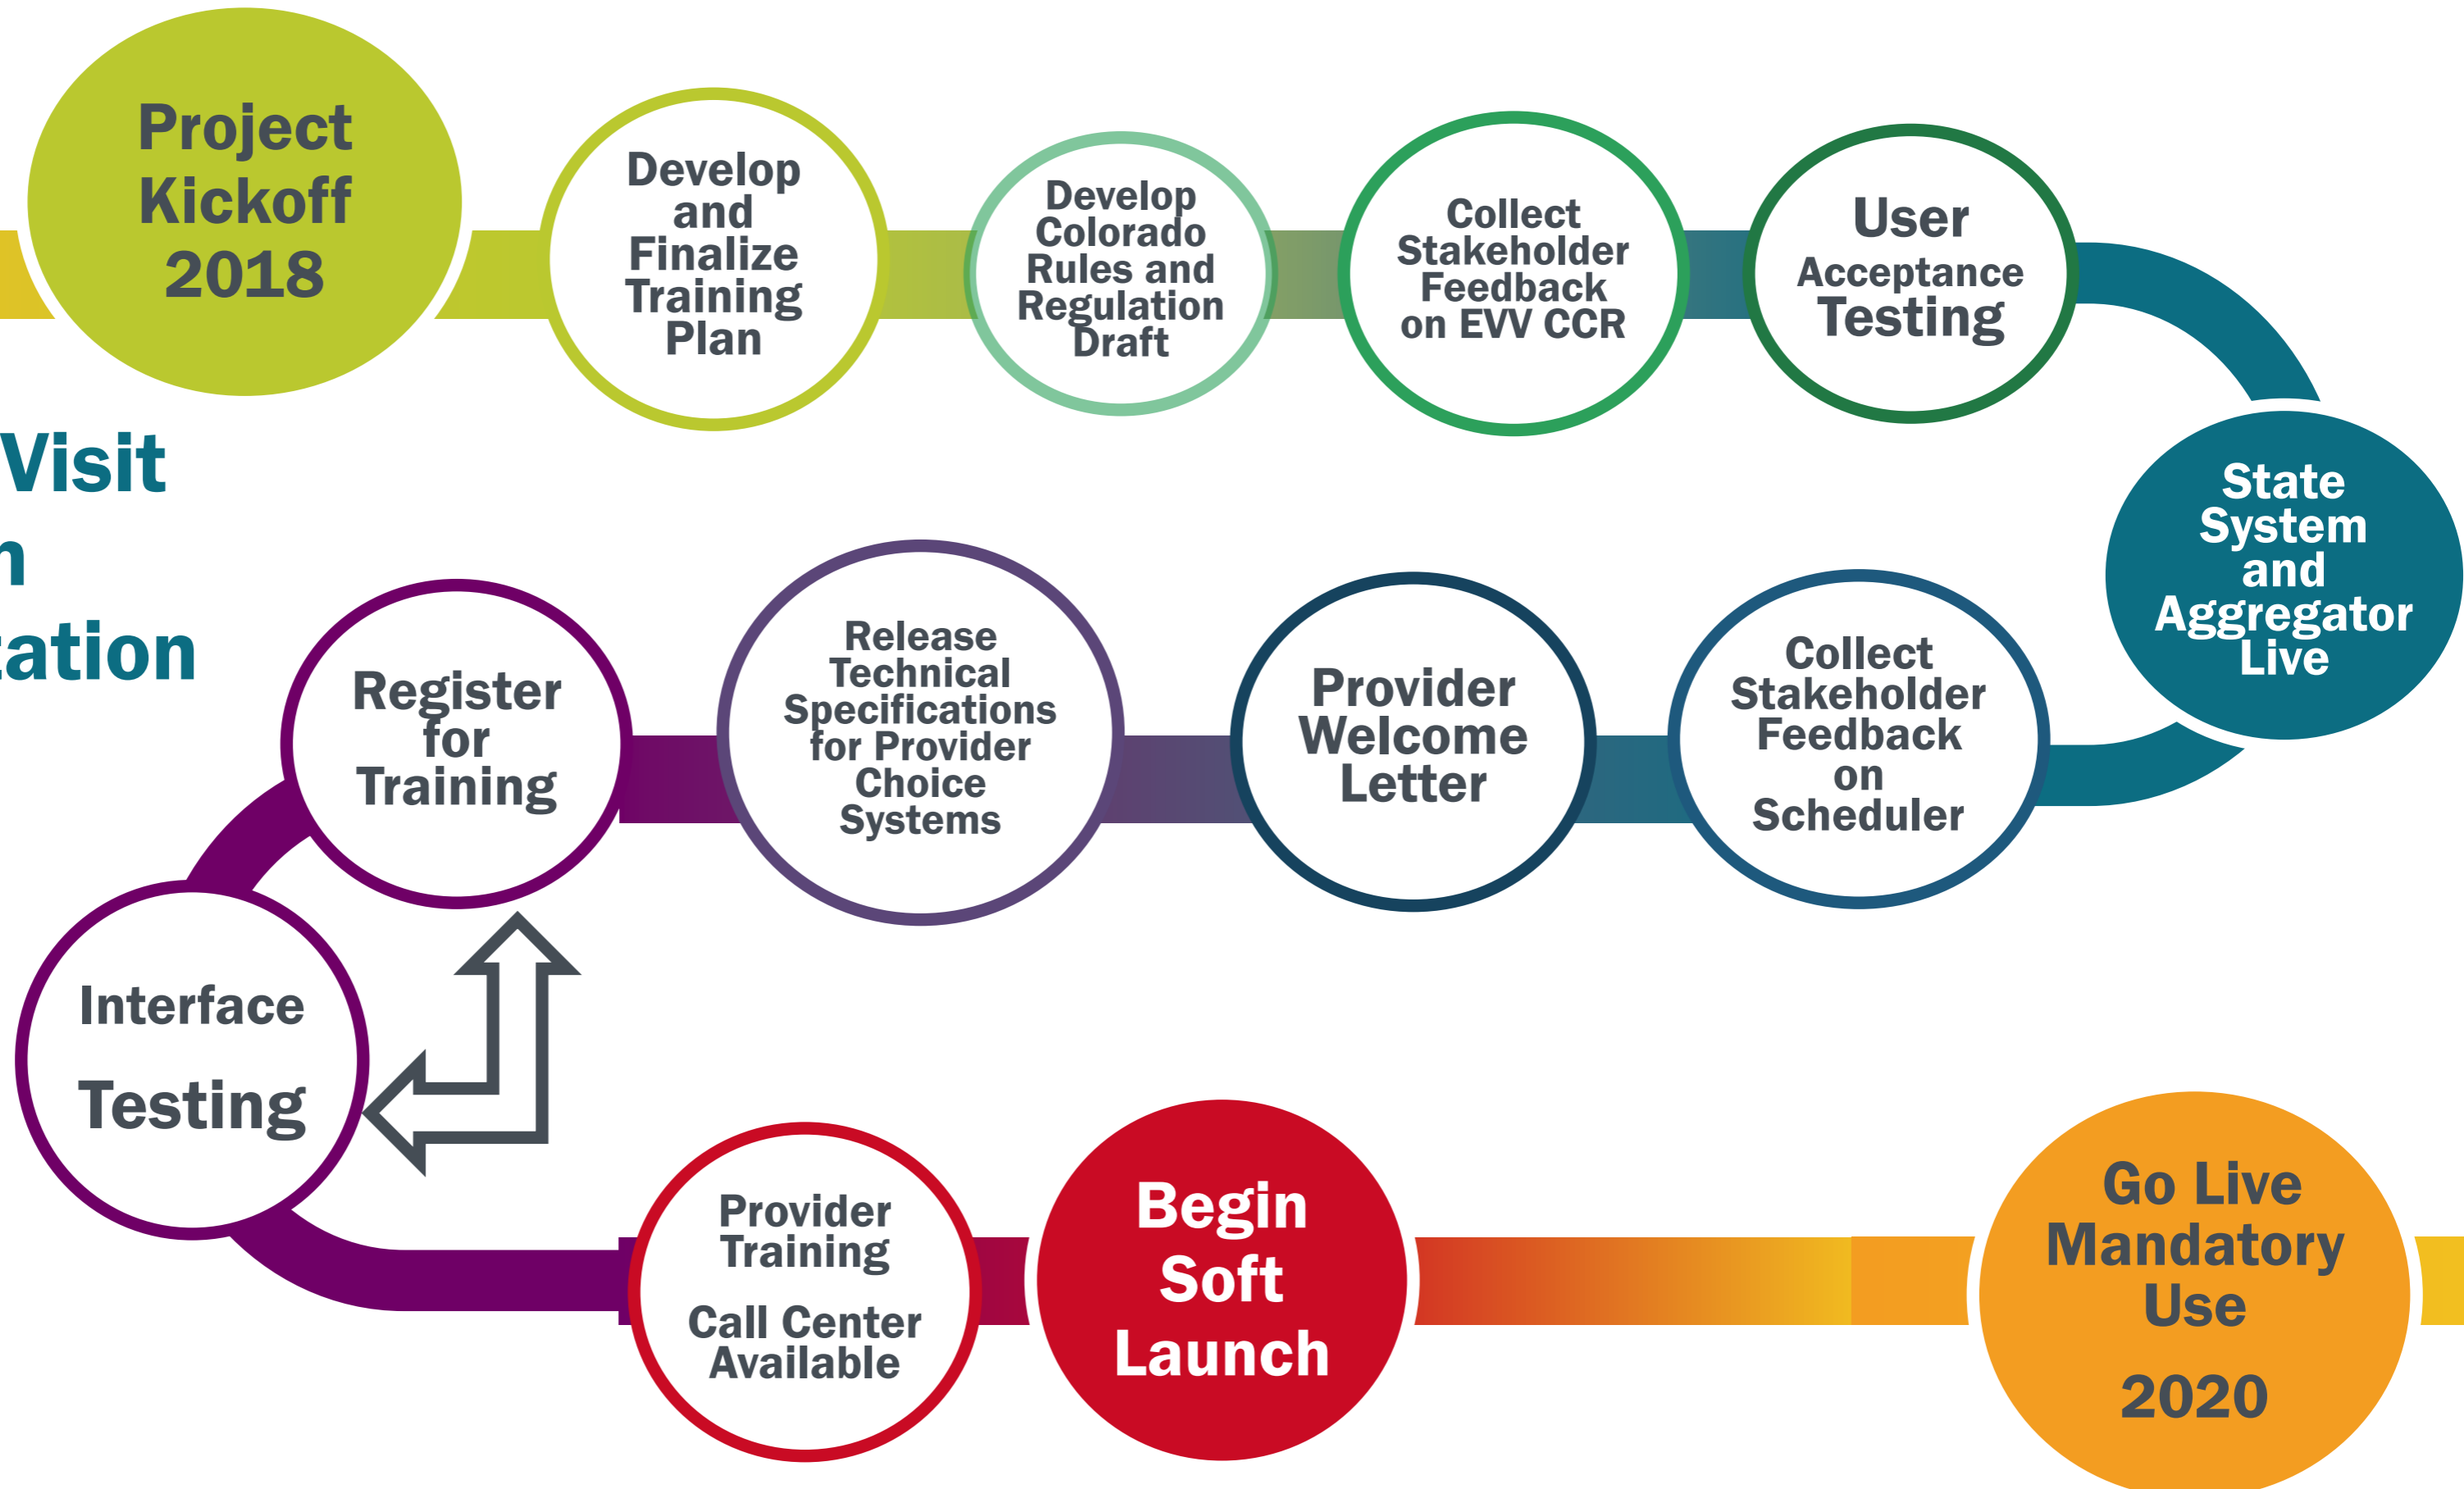 Project
Kickoff
2018
Develop
and
Finalize
Training
Plan
Develop
Colorado
Rules and
Regulation
Draft
Collect
Stakeholder
Feedback
on EVV CCR
User
Acceptance
Testing
State
System
and
Aggregator
Live
Visit
Collect
Stakeholder
Feedback
on
Scheduler
Provider
Welcome
Letter
Release
Technical
Specifications
for Provider
Choice
Systems
Register
for
Training
Interface
Testing
Provider
Training
Call Center
Available
Begin
Soft
Launch
Go Live
Mandatory
Use
2020